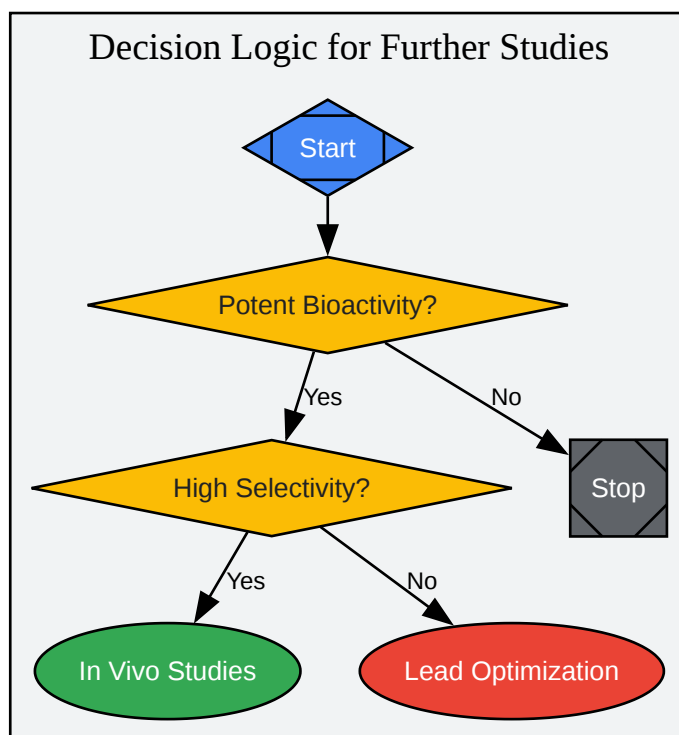 Decision Logic for Further Studies
Start
Potent Bioactivity?
Yes
No
High Selectivity?
Stop
Yes
No
In Vivo Studies
Lead Optimization